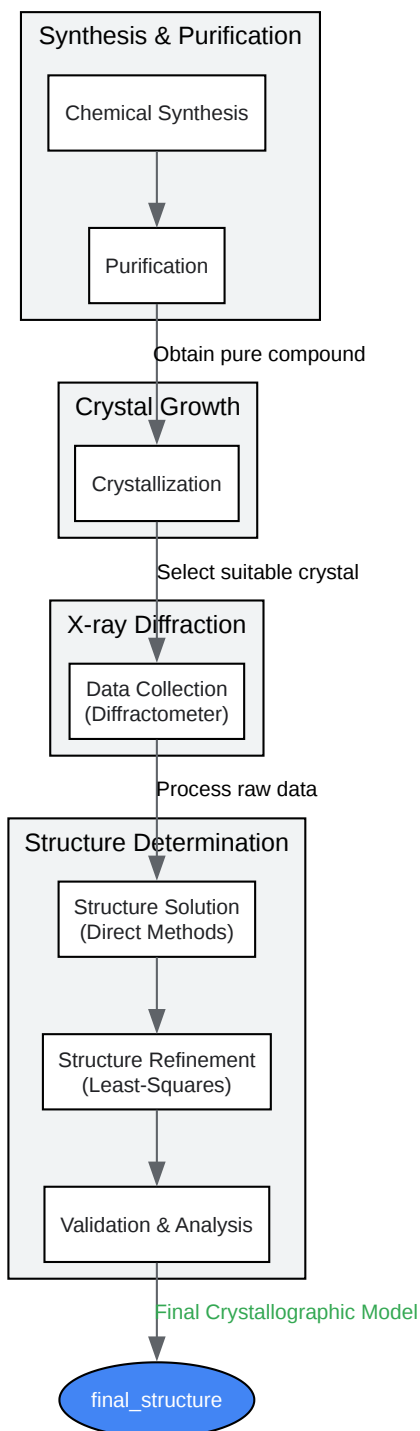 Synthesis & Purification
Chemical Synthesis
Purification
Obtain pure compound
Crystal Growth
Crystallization
Select suitable crystal
X-ray Diffraction
Data Collection
(Diffractometer)
Process raw data
Structure Determination
Structure Solution
(Direct Methods)
Structure Refinement
(Least-Squares)
Validation & Analysis
Final Crystallographic Model
final_structure